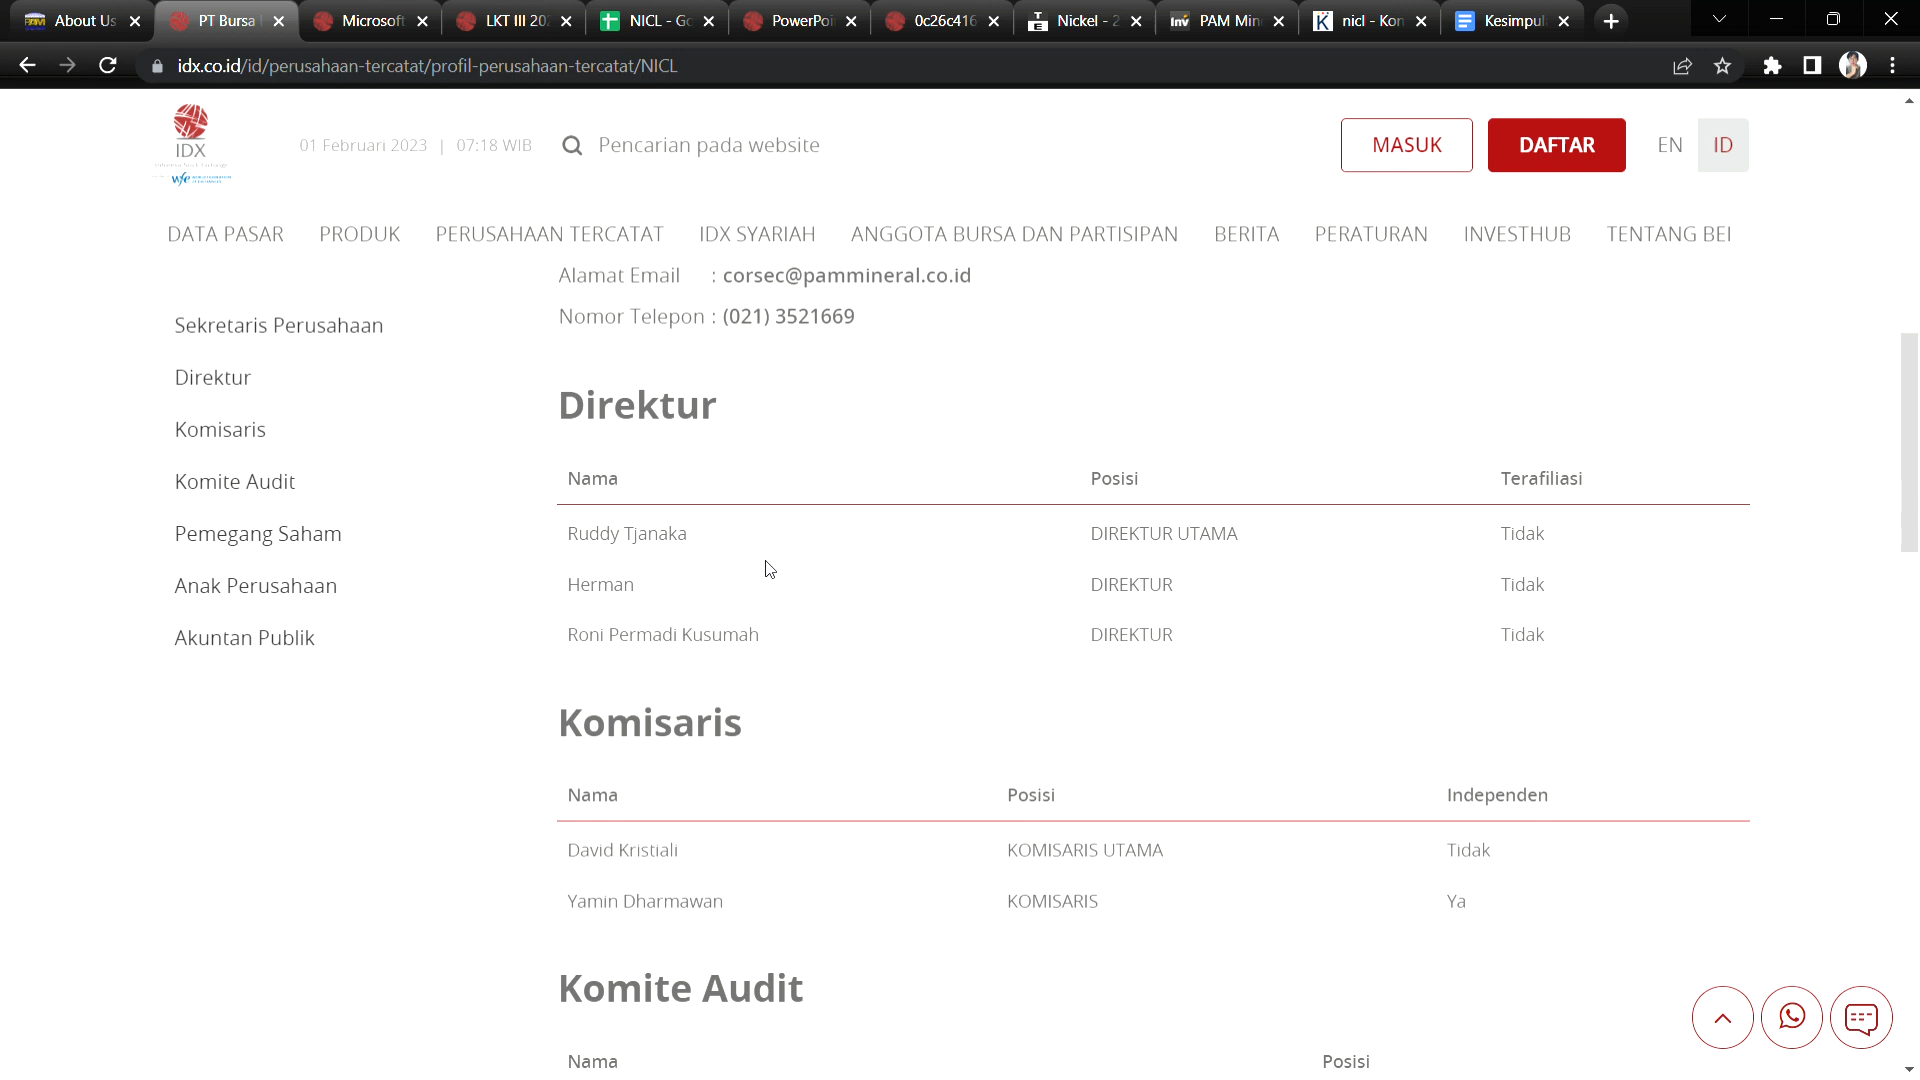 About Us
PT Bursa
Microsoft
LKT III 202
NICL - Go
PowerPoi
0c26c416
Nickel - 2
PAM Min
nicl - Kon
Kesimpul
idx.co.id/id/perusahaan-tercatat/profil-perusahaan-tercatat/NICL
IDX
wfe
01 Februari 2023 | 07:18 WIB
Pencarian pada website
MASUK
DAFTAR
EN
ID
DATA PASAR PRODUK PERUSAHAAN TERCATAT IDX SYARIAH ANGGOTA BURSA DAN PARTISIPAN BERITA PERATURAN INVESTHUB TENTANG BEI
Alamat Email : corsec@pammineral.co.id
Nomor Telepon : (021) 3521669
Sekretaris Perusahaan
Direktur
Komisaris
Komite Audit
Pemegang Saham
Anak Perusahaan
Akuntan Publik
Direktur
Nama Posisi Terafiliasi
Ruddy Tjanaka DIREKTUR UTAMA Tidak
Herman DIREKTUR Tidak
Roni Permadi Kusumah DIREKTUR Tidak
Komisaris
Nama Posisi Independen
David Kristiali KOMISARIS UTAMA Tidak
Yamin Dharmawan KOMISARIS Ya
Komite Audit
Nama Posisi